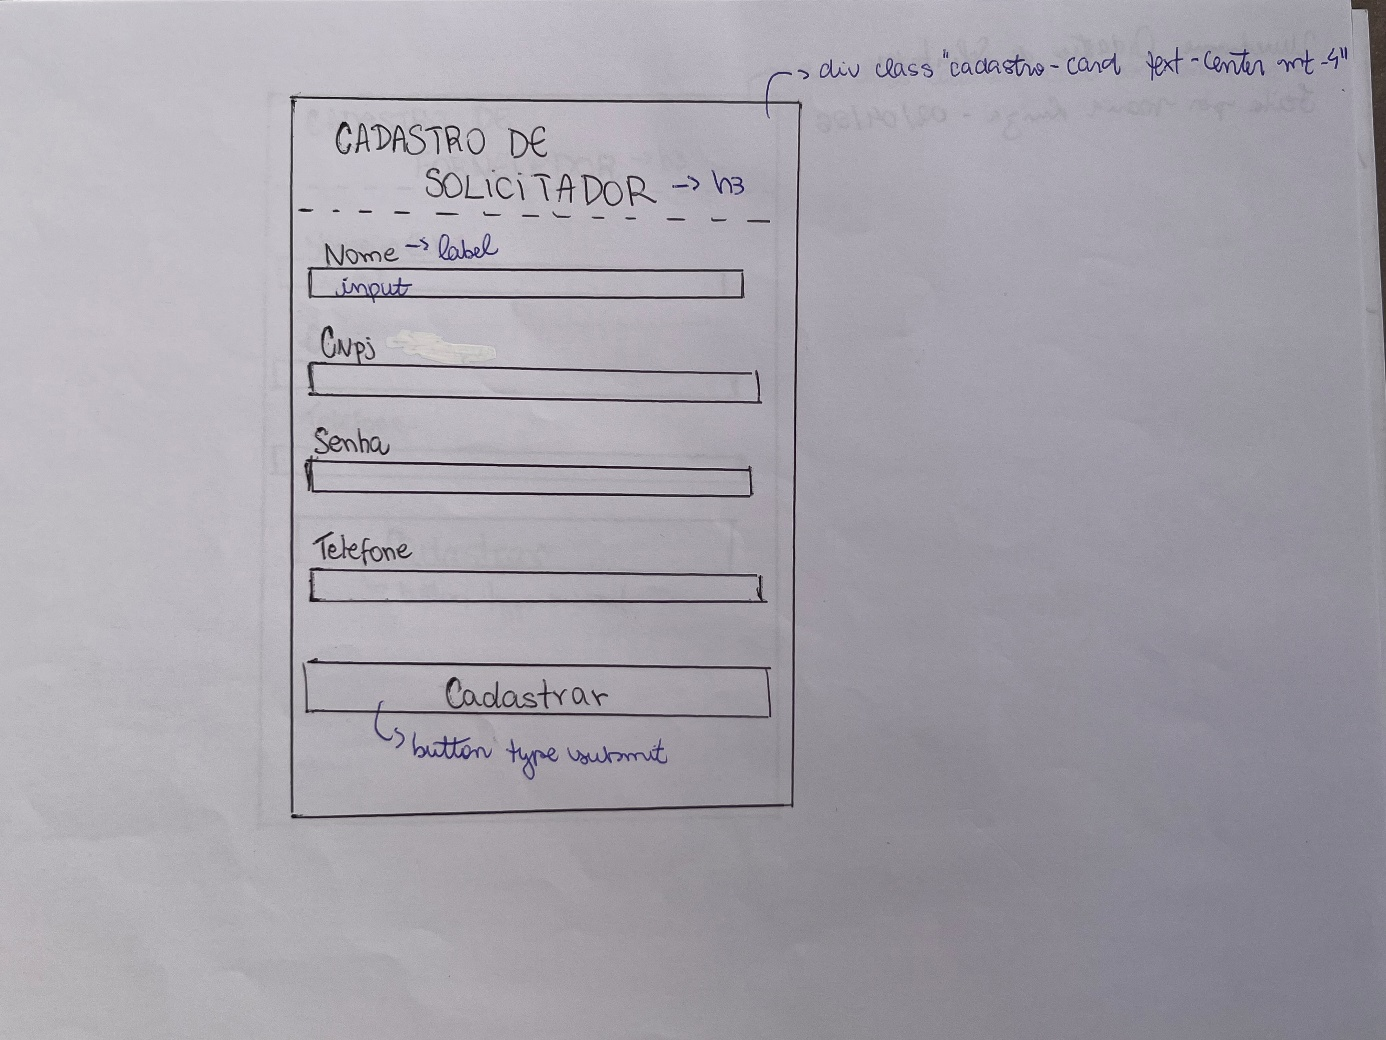 div class "cadastro-card text-center mt-5"
CADASTRO DE
SOLICITADOR -> h3
Nome -> label
input
Cnpj
Senha
Telefone
Cadastrar
button type submit